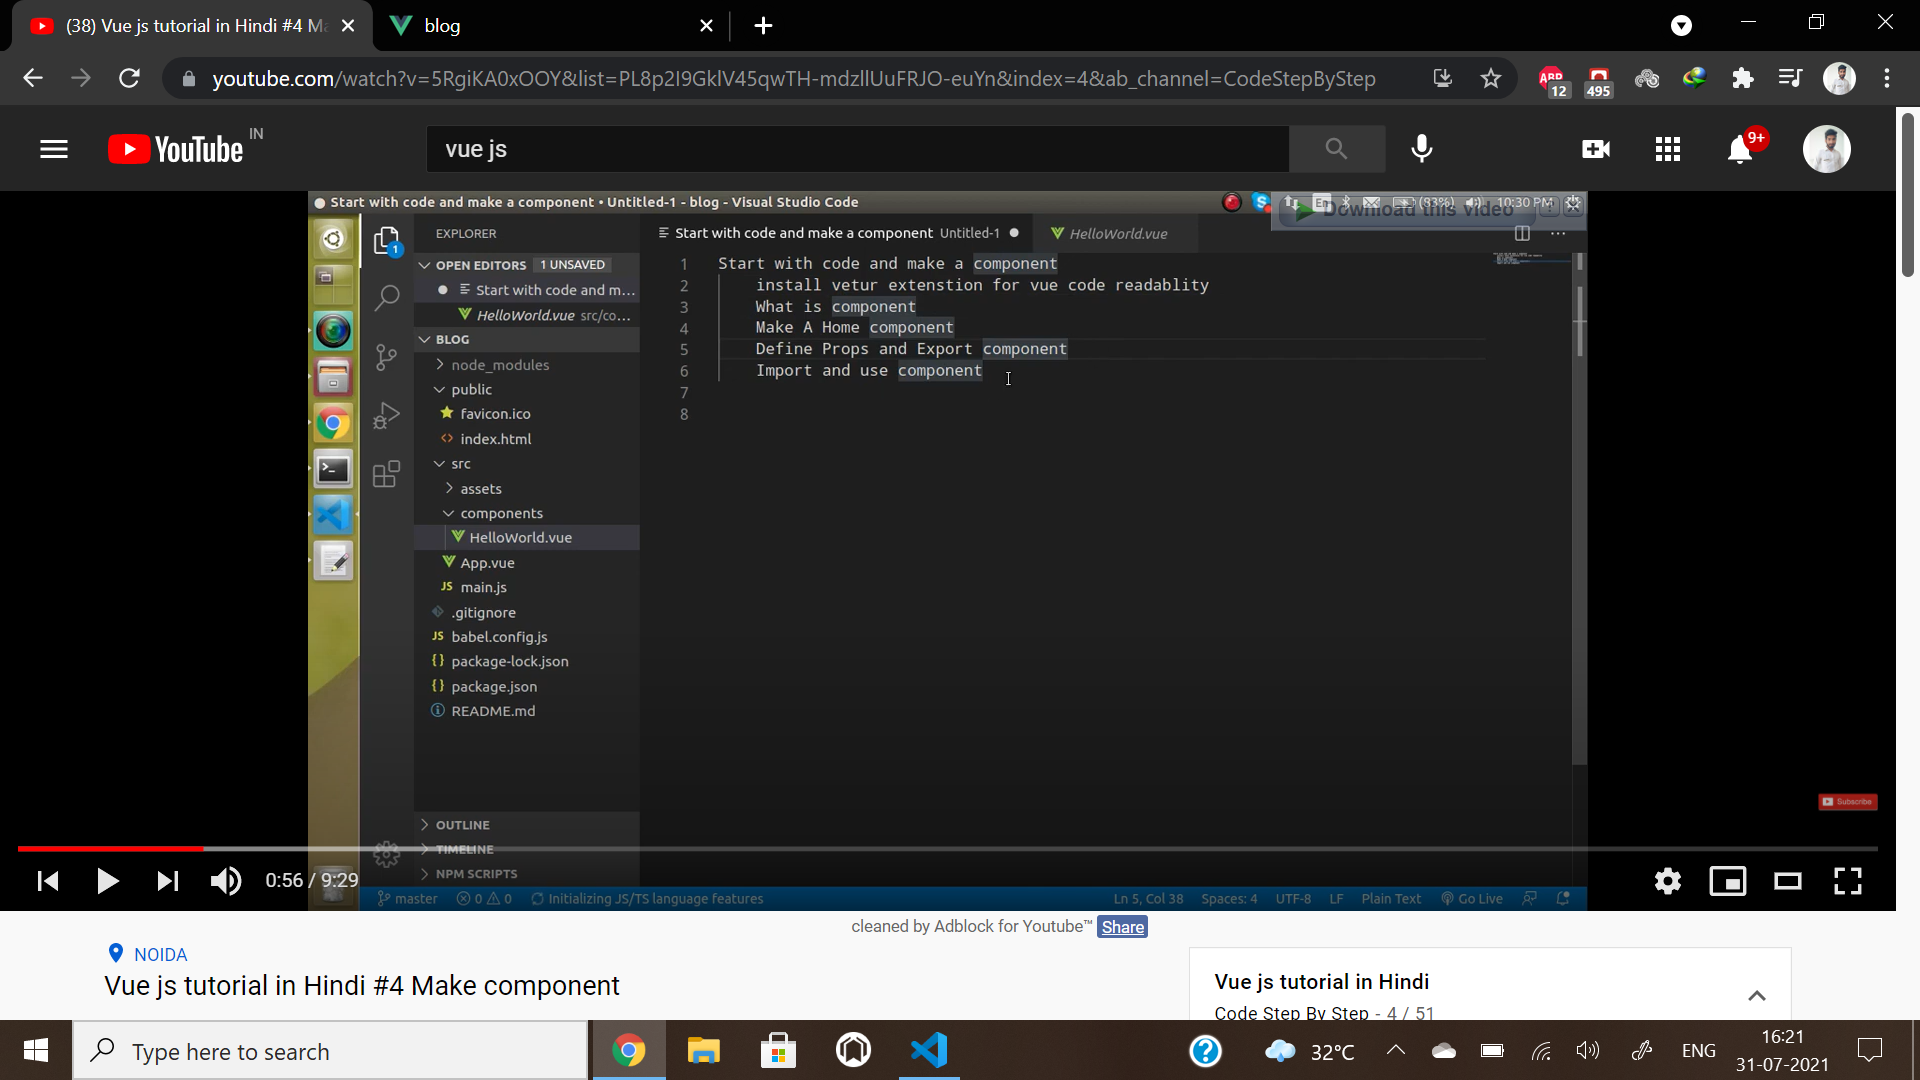 (38) Vue js tutorial in Hindi #4 Ma
blog
youtube.com/watch?v=5RgiKA0xOOY&list=PL8p2I9GklV45qwTH-mdzllUuFRJO-euYn&index=4&ab_channel=CodeStepByStep
ABP
12
495
YouTube IN
vue js
9+
Start with code and make a component • Untitled-1 - blog - Visual Studio Code
En
(83%)
10:30 PM
Download this video
EXPLORER
Start with code and make a component Untitled-1
HelloWorld.vue
1
OPEN EDITORS 1 UNSAVED
Start with code and m...
HelloWorld.vue src/co...
BLOG
node_modules
public
favicon.ico
index.html
src
assets
components
HelloWorld.vue
App.vue
JS main.js
.gitignore
JS babel.config.js
{} package-lock.json
{} package.json
README.md
OUTLINE
TIMELINE
NPM SCRIPTS
1 Start with code and make a component
2 install vetur extenstion for vue code readablity
3 What is component
4 Make A Home component
5 Define Props and Export component
6 Import and use component
7
8
Subscribe
0:56 / 9:29
master
0 0
Initializing JS/TS language features
Ln 5, Col 38
Spaces: 4
UTF-8
LF
Plain Text
Go Live
cleaned by Adblock for Youtube™ Share
NOIDA
Vue js tutorial in Hindi #4 Make component
Vue js tutorial in Hindi
Code Step By Step - 4 / 51
Type here to search
32°C
ENG
16:21
31-07-2021